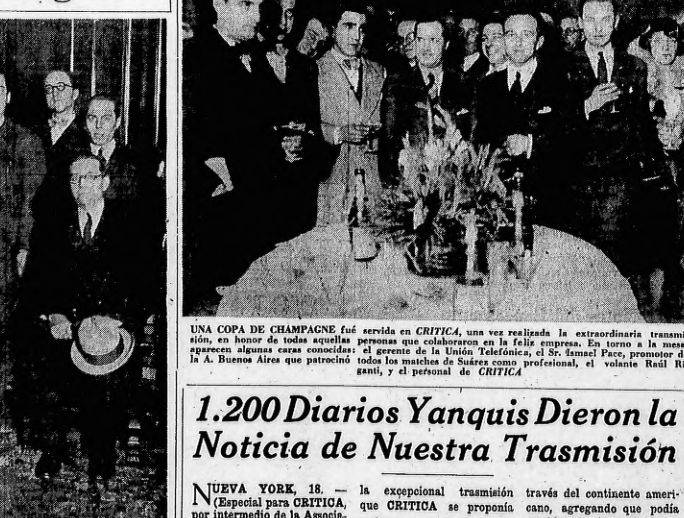 UNA COPA DE CHAMPAGNE fué servida en CRITICA, una vez realizada la extraordinaria transmi
sión, en honor de todas aquellas personas que colaboraron en la feliz empresa. En torno a la mesa
aparecen algunas caras conocidas: el gerente de la Unión Telefónica, el Sr. Ismael Pace, promotor d
la A. Buenos Aires que patrocinó todos los matches de Suárez como profesional, el volante Raúl Ri
ganti, y el personal de CRITICA
1.200 Diarios Yanquis Dieron la
Noticia de Nuestra Trasmisión
NUEVA YORK, 18. —
(Especial para CRITICA,
por intermedio de la Associa-
la excepcional trasmisión
que CRITICA se proponía
través del continente ameri-
cano, agregando que podía